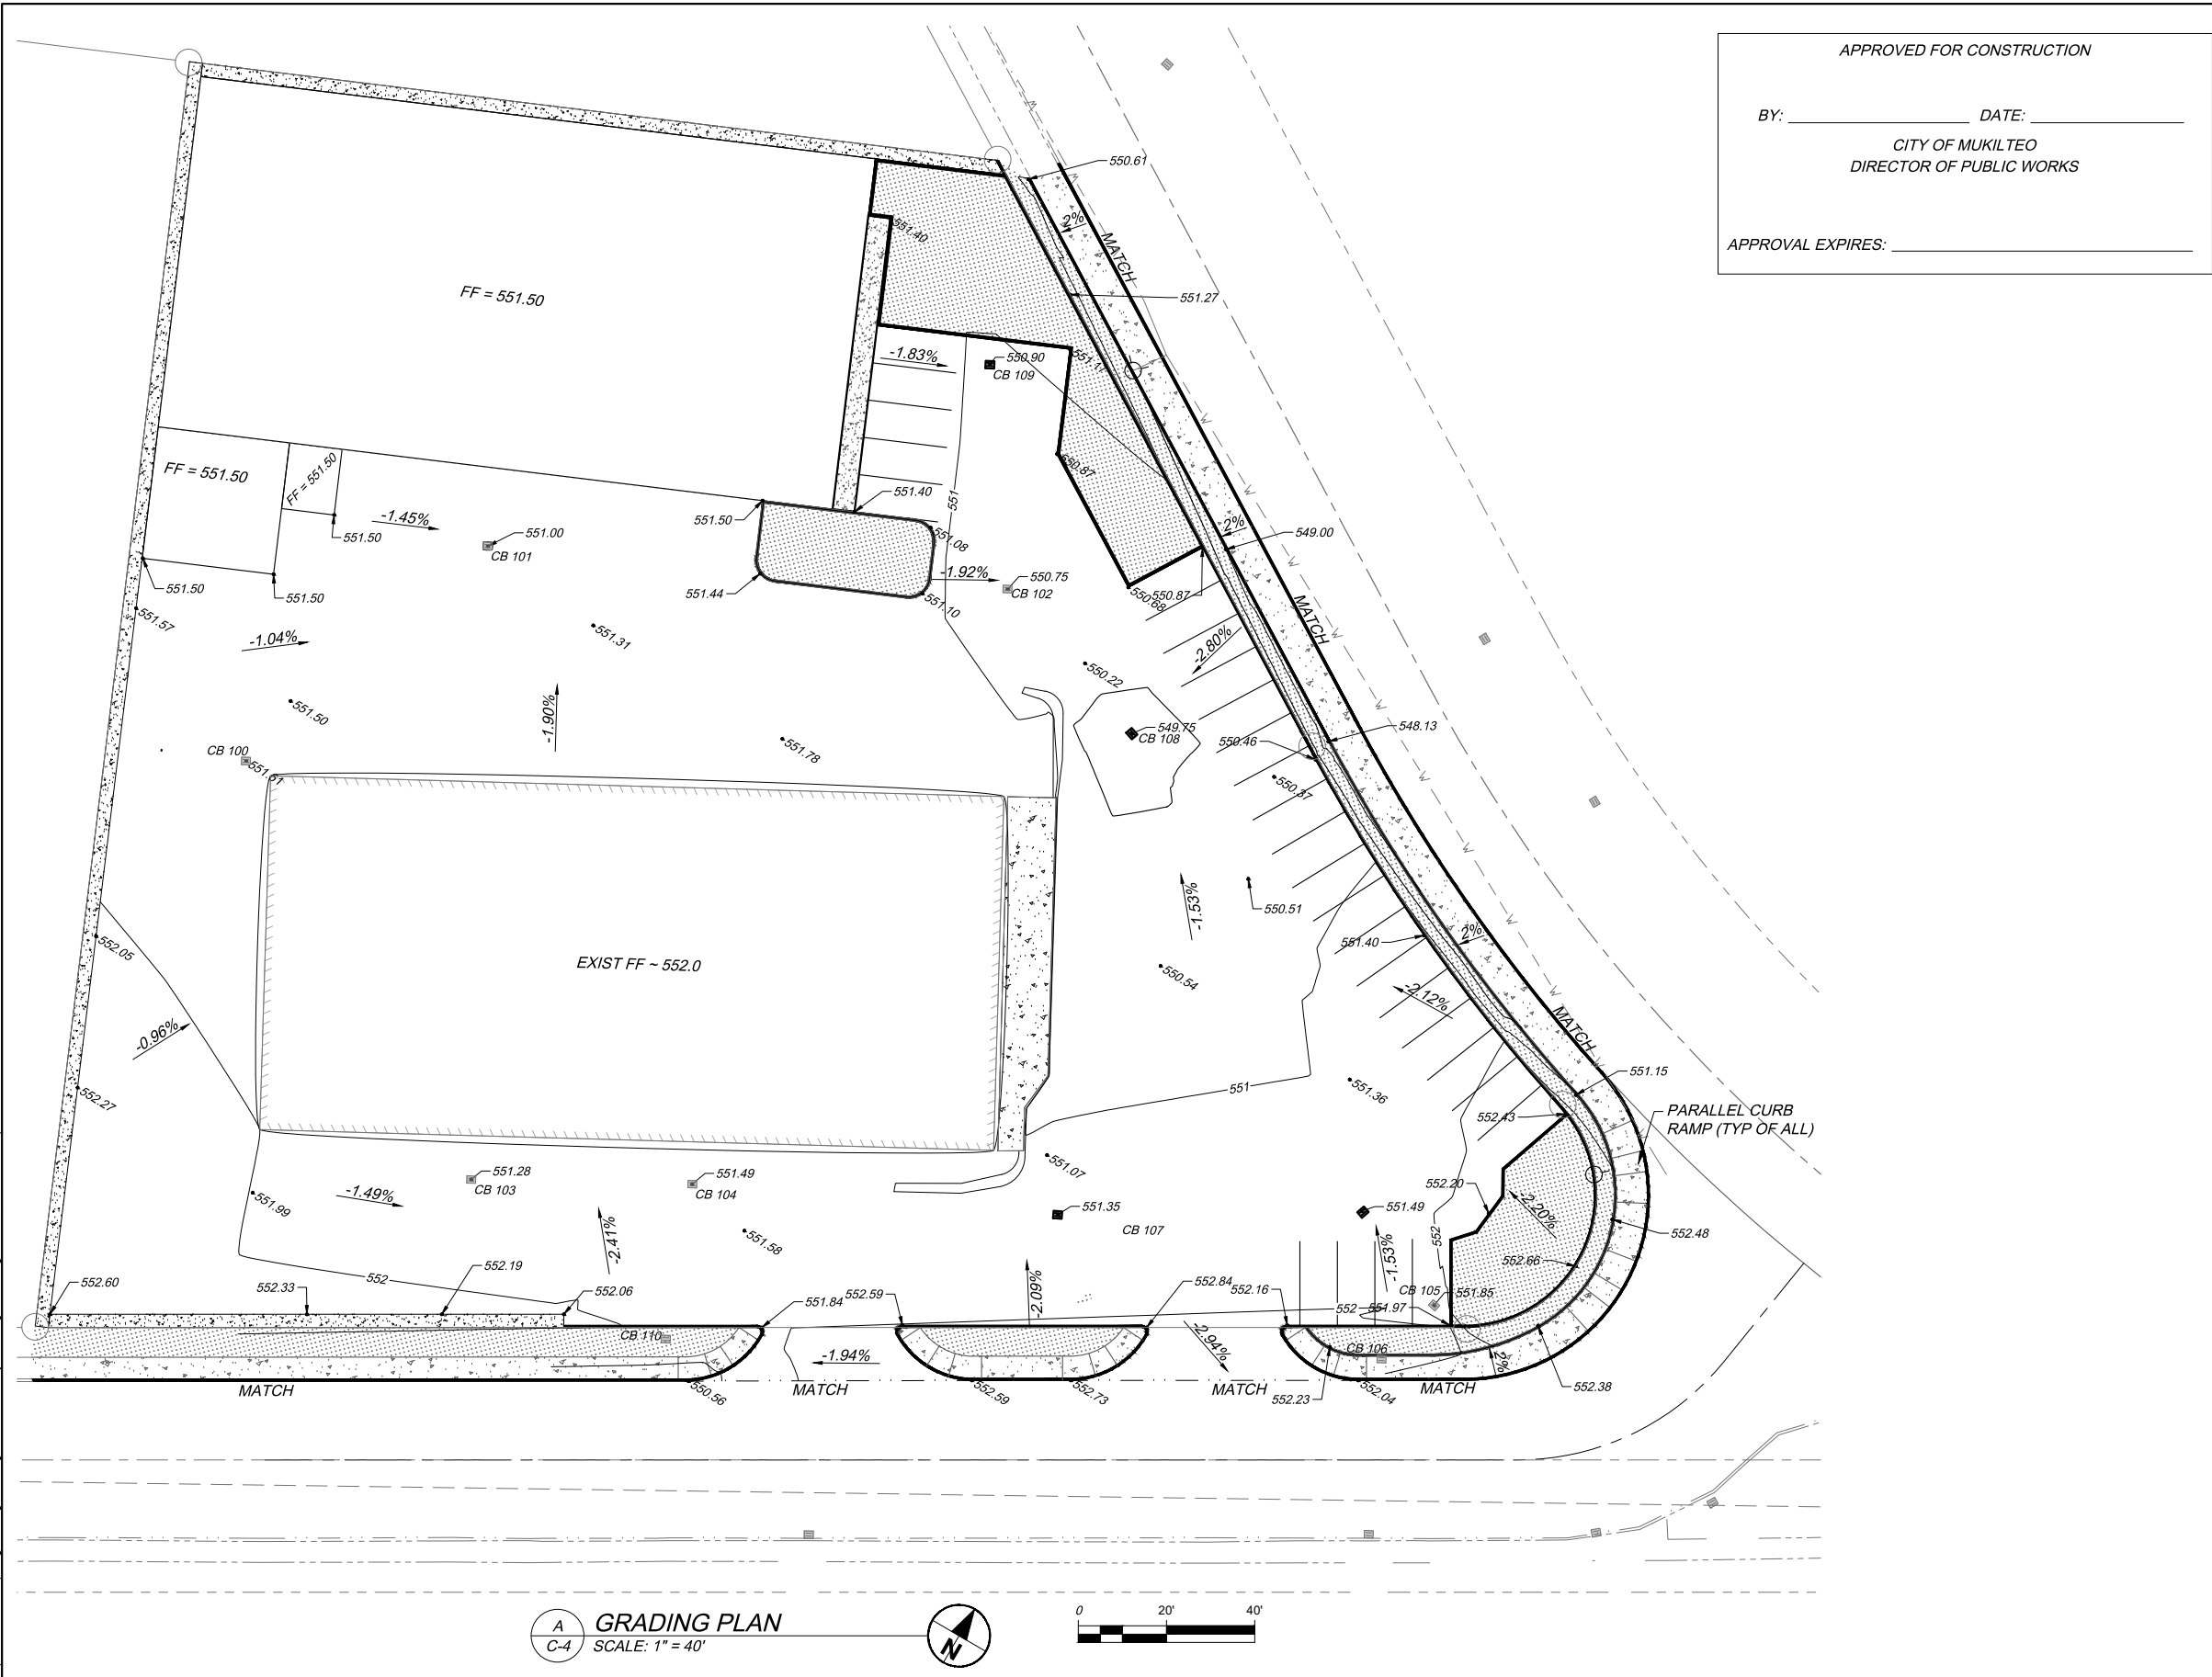 APPROVED FOR CONSTRUCTION
BY: DATE:
CITY OF MUKILTEO
DIRECTOR OF PUBLIC WORKS
APPROVAL EXPIRES:
550.61
2%
MATCH
551.40
551.27
FF = 551.50
-1.83%
550.90
CB 109
551.17
FF = 551.50
FF = 551.50
550.87
-1.45%
551.50
551.00
CB 101
551.50
551.40
551
551.08
2%
549.00
551.50
551.50
551.44
-1.92%
550.75
CB 102
551.10
550.68
550.87
MATCH
551.57
-1.04%
551.31
-2.80%
550.22
551.50
-1.90%
551.78
549.75
CB 108
550.46
548.13
CB 100
551.51
550.37
-1.53%
550.51
552.05
EXIST FF ~ 552.0
551.40
2%
550.54
-2.12%
MATCH
-0.96%
552.27
551
551.36
551.15
552.43
PARALLEL CURB
RAMP (TYP OF ALL)
551.28
CB 103
551.49
CB 104
551.07
551.99
-1.49%
552.20
-2.20%
551.35
CB 107
551.49
552.48
-2.41%
551.58
552
-1.53%
552.66
552.60
552
552.33
552.19
552.06
551.84
552.59
-2.09%
552.84
552.16
CB 105
551.85
552
551.97
CB 110
-1.94%
-2.94%
CB 106
2%
MATCH
550.56
MATCH
552.59
552.73
MATCH
552.23
552.04
MATCH
552.38
A
C-4
GRADING PLAN
SCALE: 1" = 40'
N
0 20' 40'